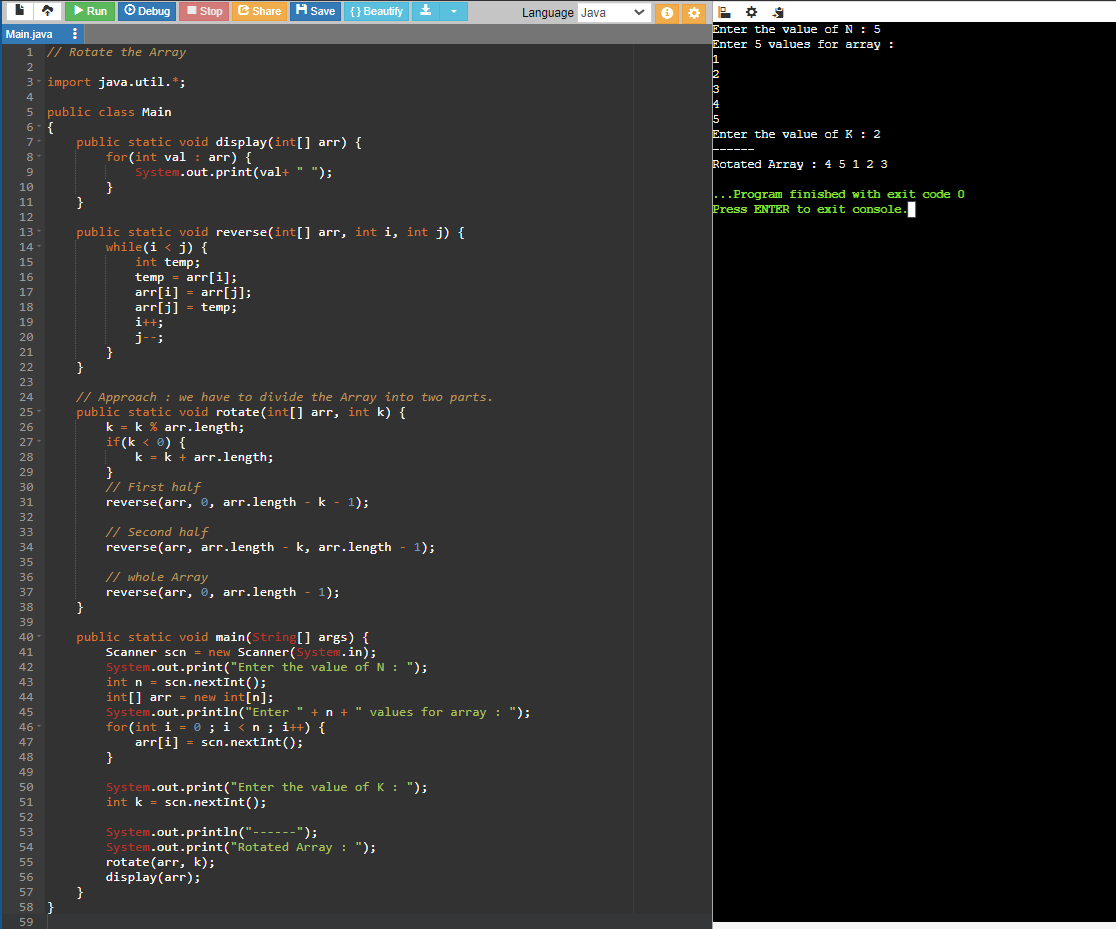 Run Debug Stop Share Save { } Beautify Language Java
Main.java
1 // Rotate the Array
2
3 import java.util.*;
4
5 public class Main
6 {
7     public static void display(int[] arr) {
8         for(int val : arr) {
9             System.out.print(val+ " ");
10         }
11     }
12
13     public static void reverse(int[] arr, int i, int j) {
14         while(i < j) {
15             int temp;
16             temp = arr[i];
17             arr[i] = arr[j];
18             arr[j] = temp;
19             i++;
20             j--;
21         }
22     }
23
24     // Approach : we have to divide the Array into two parts.
25     public static void rotate(int[] arr, int k) {
26         k = k % arr.length;
27         if(k < 0) {
28             k = k + arr.length;
29         }
30         // First half
31         reverse(arr, 0, arr.length - k - 1);
32
33         // Second half
34         reverse(arr, arr.length - k, arr.length - 1);
35
36         // whole Array
37         reverse(arr, 0, arr.length - 1);
38     }
39
40     public static void main(String[] args) {
41         Scanner scn = new Scanner(System.in);
42         System.out.print("Enter the value of N : ");
43         int n = scn.nextInt();
44         int[] arr = new int[n];
45         System.out.println("Enter " + n + " values for array : ");
46         for(int i = 0 ; i < n ; i++) {
47             arr[i] = scn.nextInt();
48         }
49
50         System.out.print("Enter the value of K : ");
51         int k = scn.nextInt();
52
53         System.out.println("------");
54         System.out.print("Rotated Array : ");
55         rotate(arr, k);
56         display(arr);
57     }
58 }
59
Enter the value of N : 5
Enter 5 values for array :
1
2
3
4
5
Enter the value of K : 2
------
Rotated Array : 4 5 1 2 3

...Program finished with exit code 0
Press ENTER to exit console.